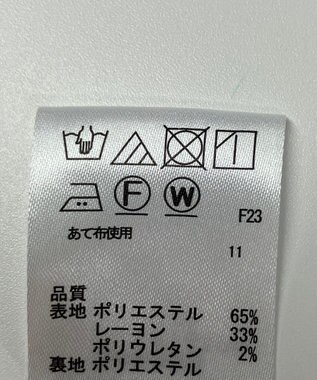 F W
F23
あて布使用
11
品質
表地 ポリエステル 65%
レーヨン 33%
ポリウレタン 2%
裏地 ポリエステル